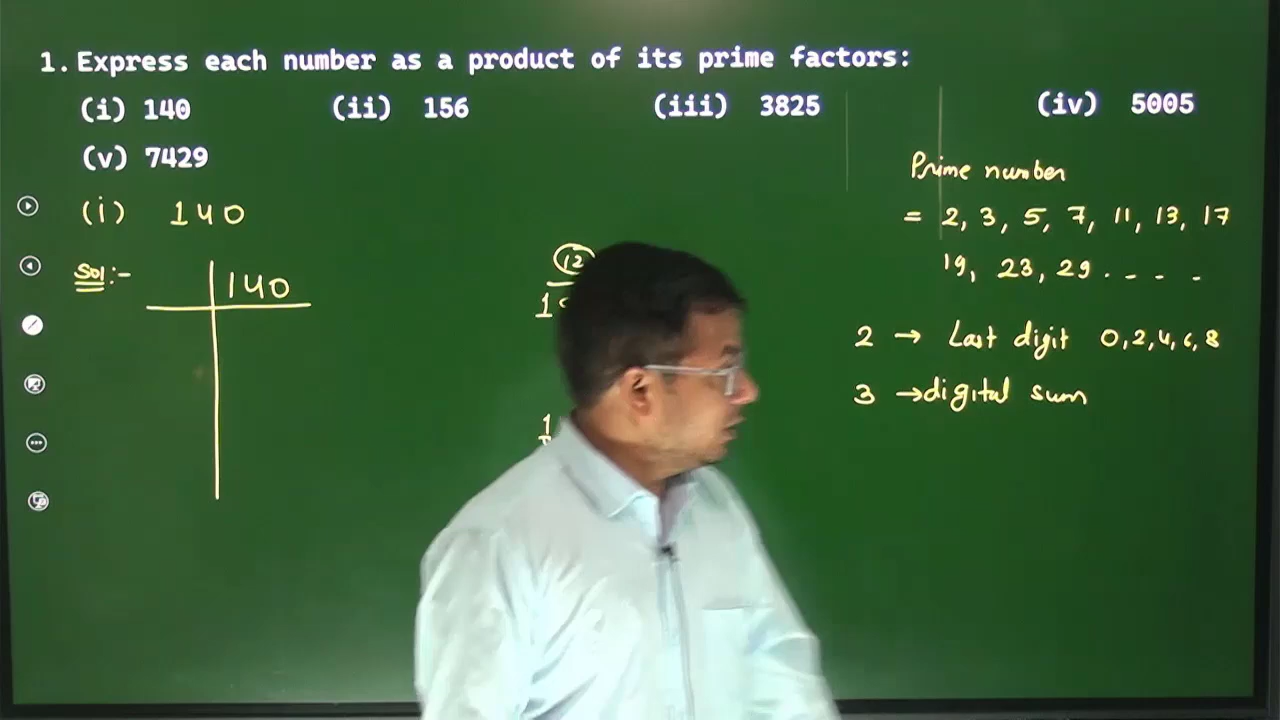 1. Express each number as a product of its prime factors:
(i) 140 (ii) 156 (iii) 3825 (iv) 5005
(v) 7429
(i) 140
Sol:-
140
12
Prime number
= 2, 3, 5, 7, 11, 13, 17
19, 23, 29 . - - .
2 → Last digit 0,2,4,6,8
3 → digital sum